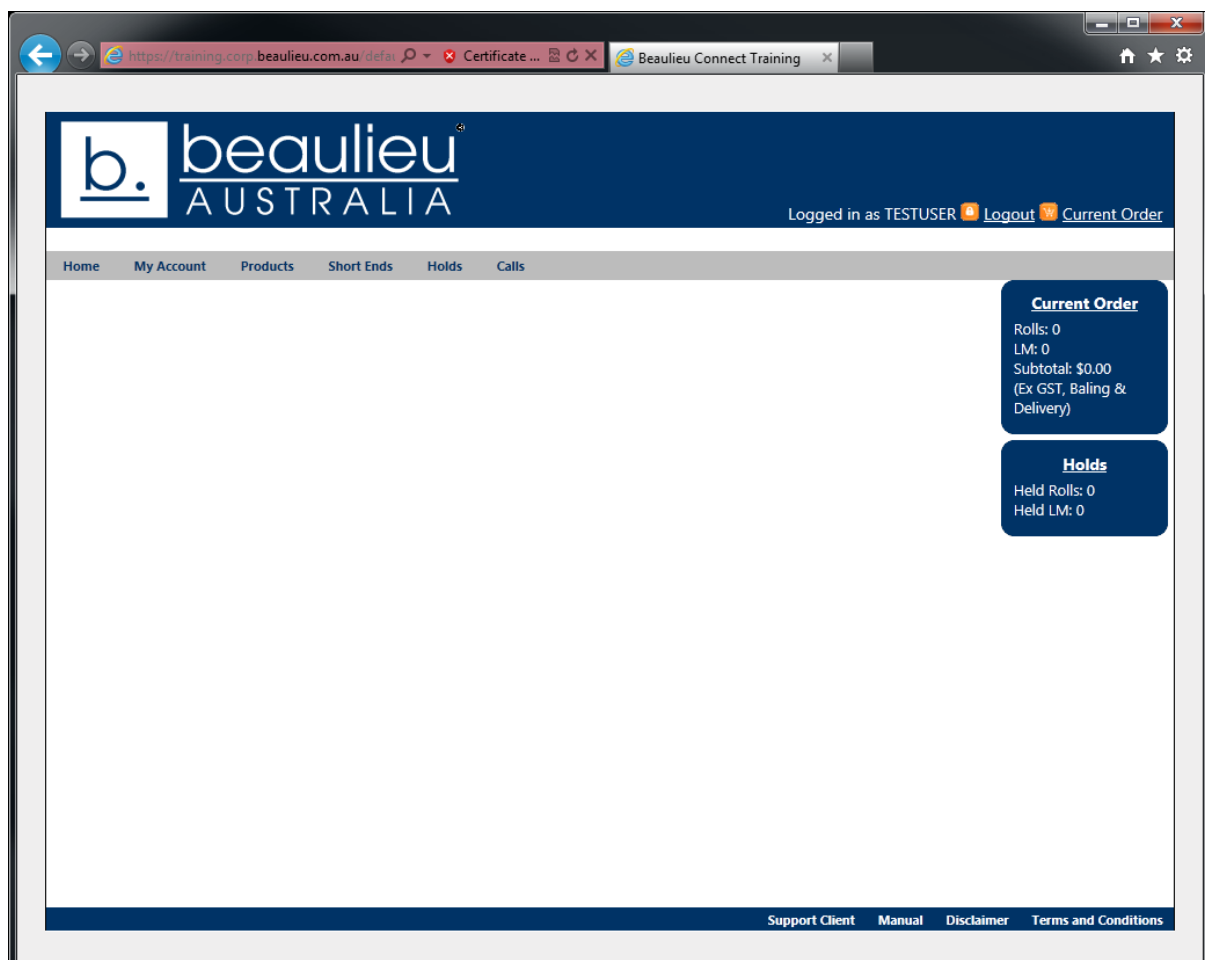 https://training.corp.beaulieu.com.au/defau Certificate ... Beaulieu Connect Training
b. beaulieu
AUSTRALIA
Logged in as TESTUSER Logout Current Order
Home My Account Products Short Ends Holds Calls
Current Order
Rolls: 0
LM: 0
Subtotal: $0.00
(Ex GST, Baling &
Delivery)
Holds
Held Rolls: 0
Held LM: 0
Support Client Manual Disclaimer Terms and Conditions